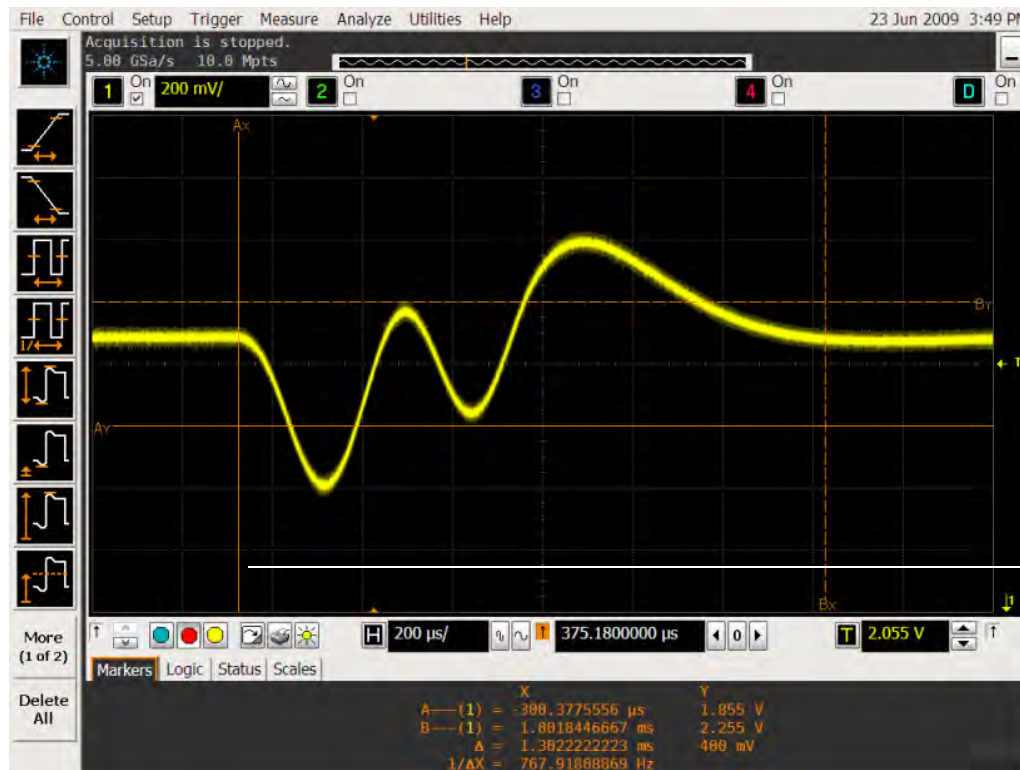 File Control Setup Trigger Measure Analyze Utilities Help 23 Jun 2009 3:49 PM
Acquisition is stopped.
5.00 GSa/s 10.0 Mpts
1 On 200 mV/ 2 On 3 On 4 On D On
Ax
By
Ay
T
Bx
1
1/
More
(1 of 2)
Delete
All
H 200 µs/ 375.1800000 µs 0 T 2.055 V
Markers Logic Status Scales
X Y
A---(1) = -300.3775556 µs 1.855 V
B---(1) = 1.0018446667 ms 2.255 V
Δ = 1.3022222223 ms 400 mV
1/ΔX = 767.91808869 Hz